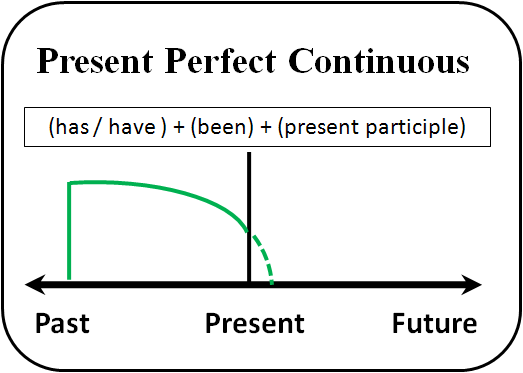 Present Perfect Continuous
(has / have ) + (been) + (present participle)
Past Present Future